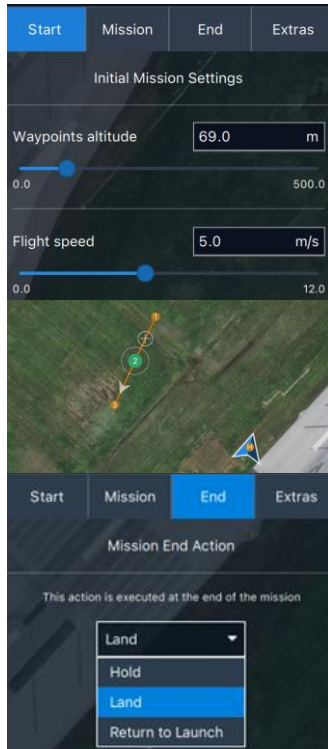 Start Mission End Extras
Initial Mission Settings
Waypoints altitude 69.0 m
0.0 500.0
Flight speed 5.0 m/s
0.0 12.0
1
2
3
H
Start Mission End Extras
Mission End Action
This action is executed at the end of the mission
Land
Hold
Land
Return to Launch